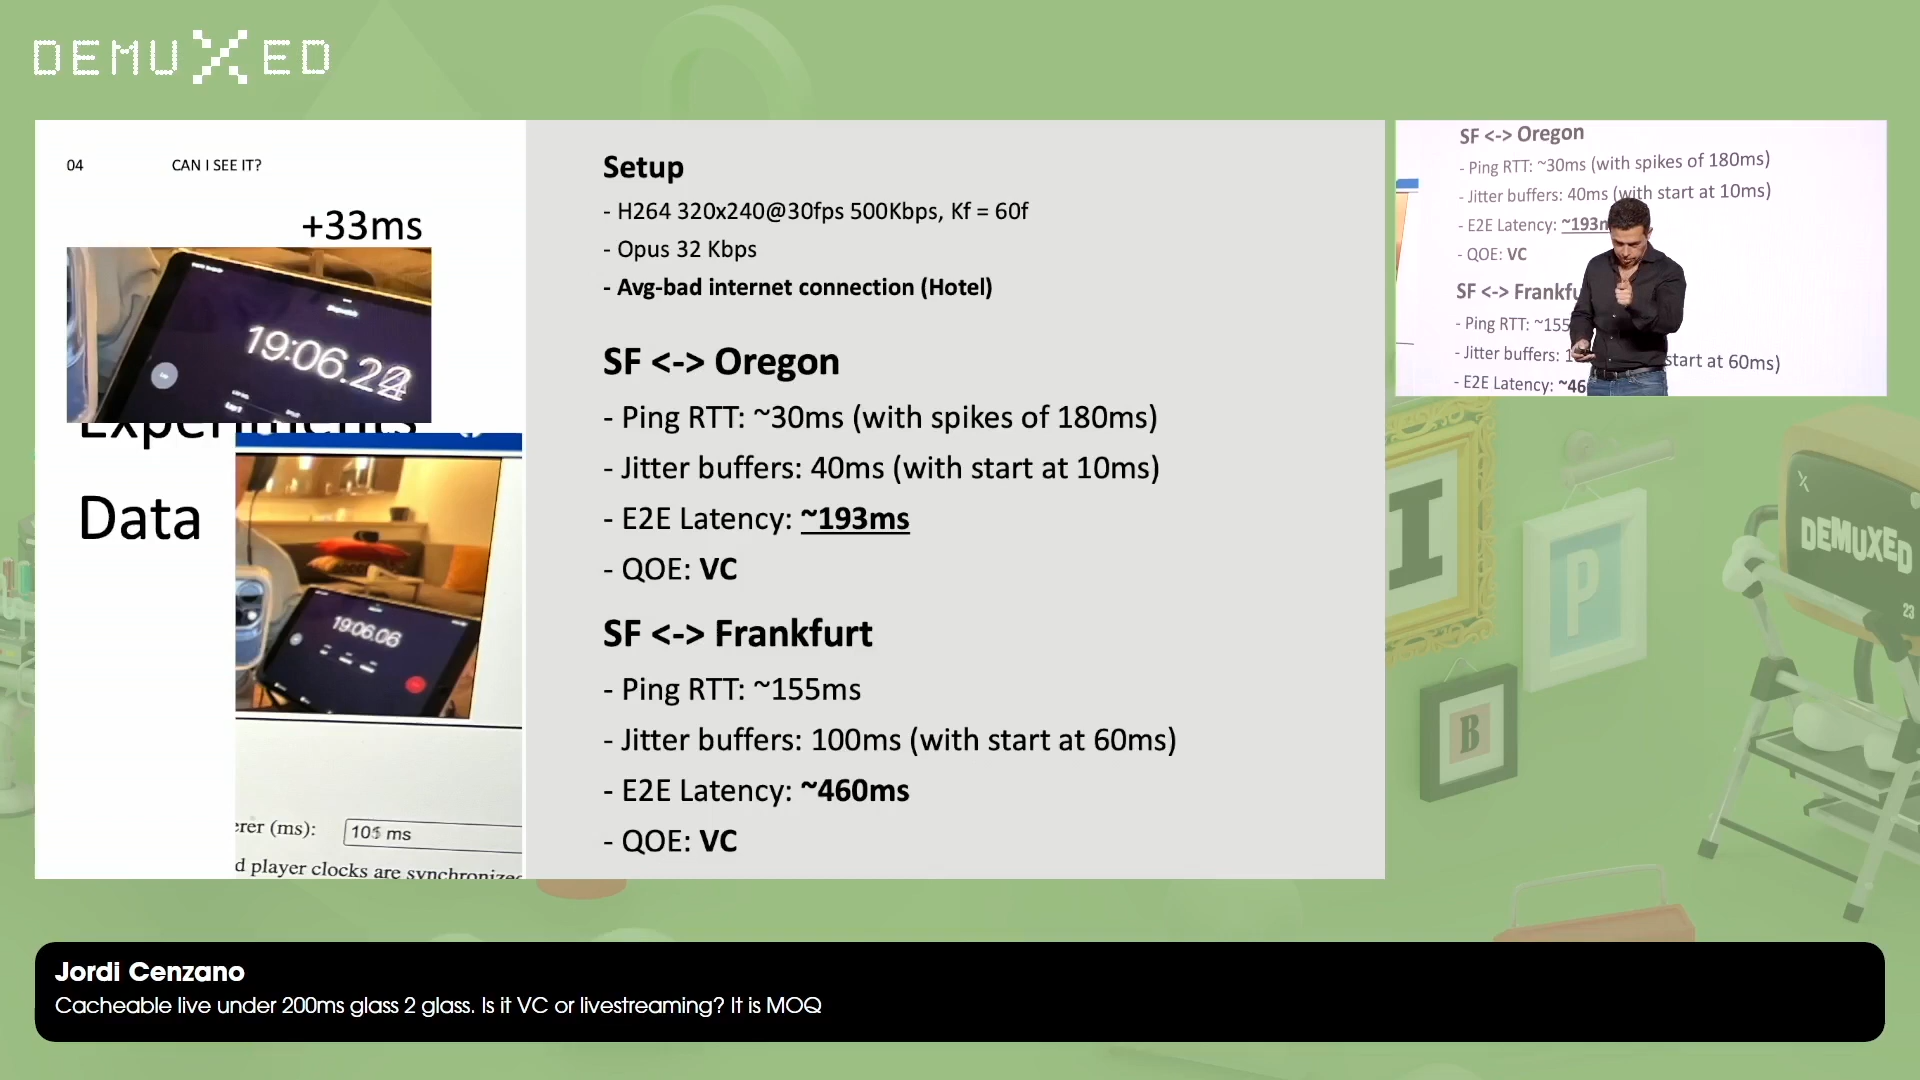 DEMUXED
04 CAN I SEE IT?
+33ms
19:06.22
Experiments
Data
19:06.06
erer (ms):
ms
d player clocks are synchronized
Setup
- H264 320x240@30fps 500Kbps, Kf = 60f
- Opus 32 Kbps
- Avg-bad internet connection (Hotel)
SF <-> Oregon
- Ping RTT: ~30ms (with spikes of 180ms)
- Jitter buffers: 40ms (with start at 10ms)
- E2E Latency: ~193ms
- QOE: VC
SF <-> Frankfurt
- Ping RTT: ~155ms
- Jitter buffers: 100ms (with start at 60ms)
- E2E Latency: ~460ms
- QOE: VC
SF <-> Oregon
- Ping RTT: ~30ms (with spikes of 180ms)
- Jitter buffers: 40ms (with start at 10ms)
- E2E Latency: ~193m
- QOE: VC
SF <-> Frankfu
- Ping RTT: ~155
- Jitter buffers: 1 start at 60ms)
- E2E Latency: ~46
I
P
B
DEMUXED
23
Jordi Cenzano
Cacheable live under 200ms glass 2 glass. Is it VC or livestreaming? It is MOQ